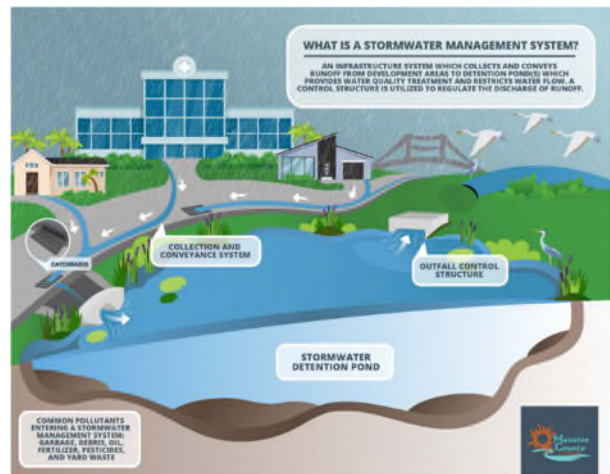 WHAT IS A STORMWATER MANAGEMENT SYSTEM?
AN INFRASTRUCTURE SYSTEM WHICH COLLECTS AND CONVEYS
RUNOFF FROM DEVELOPMENT AREAS TO DETENTION POND(S) WHICH
PROVIDES WATER QUALITY TREATMENT AND RESTRICTS WATER FLOW. A
CONTROL STRUCTURE IS UTILIZED TO REGULATE THE DISCHARGE OF RUNOFF.
CATCHBASIN
COLLECTION AND
CONVEYANCE SYSTEM
OUTFALL CONTROL
STRUCTURE
STORMWATER
DETENTION POND
COMMON POLLUTANTS
ENTERING A STORMWATER
MANAGEMENT SYSTEM:
GARBAGE, DEBRIS, OIL,
FERTILIZER, PESTICIDES,
AND YARD WASTE
Manatee
County